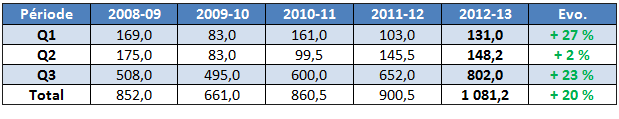 Période 2008-09 2009-10 2010-11 2011-12 2012-13 Evo.
Q1 169,0 83,0 161,0 103,0 131,0 + 27 %
Q2 175,0 83,0 99,5 145,5 148,2 + 2 %
Q3 508,0 495,0 600,0 652,0 802,0 + 23 %
Total 852,0 661,0 860,5 900,5 1 081,2 + 20 %